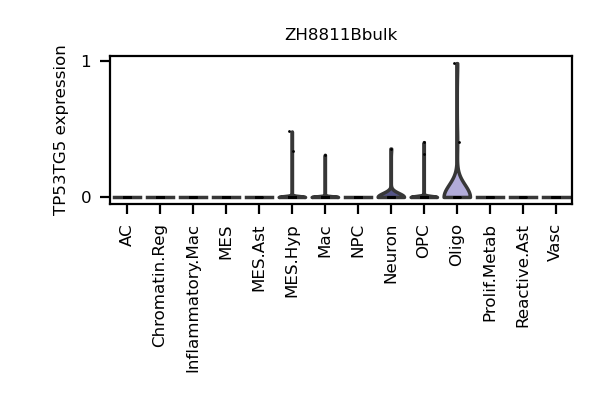 ZH8811Bbulk
TP53TG5 expression
1
0
AC
Chromatin.Reg
Inflammatory.Mac
MES
MES.Ast
MES.Hyp
Mac
NPC
Neuron
OPC
Oligo
Prolif.Metab
Reactive.Ast
Vasc